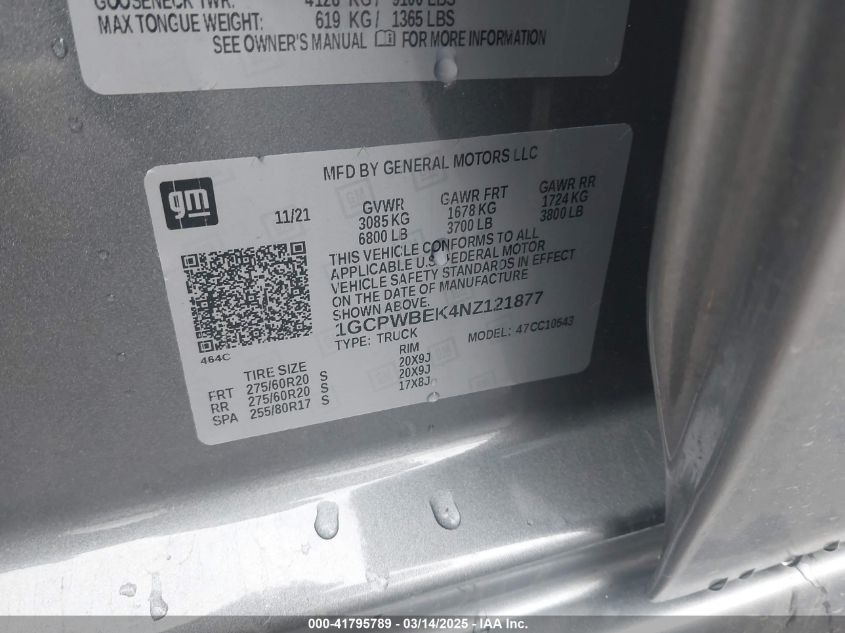 GOOSENECK TWR: 4128 KG / 9100 LBS
MAX TONGUE WEIGHT: 619 KG / 1365 LBS
SEE OWNER'S MANUAL FOR MORE INFORMATION
MFD BY GENERAL MOTORS LLC
gm
11/21
GVWR GAWR FRT GAWR RR
3085 KG 1678 KG 1724 KG
6800 LB 3700 LB 3800 LB
THIS VEHICLE CONFORMS TO ALL
APPLICABLE U.S. FEDERAL MOTOR
VEHICLE SAFETY STANDARDS IN EFFECT
ON THE DATE OF MANUFACTURE
SHOWN ABOVE.
1GCPWBEK4NZ121877
TYPE: TRUCK MODEL: 47CC10543
464C
TIRE SIZE RIM
FRT 275/60R20 S 20X9J
RR 275/60R20 S 20X9J
SPA 255/80R17 S 17X8J
000-41795789 - 03/14/2025 - IAA Inc.